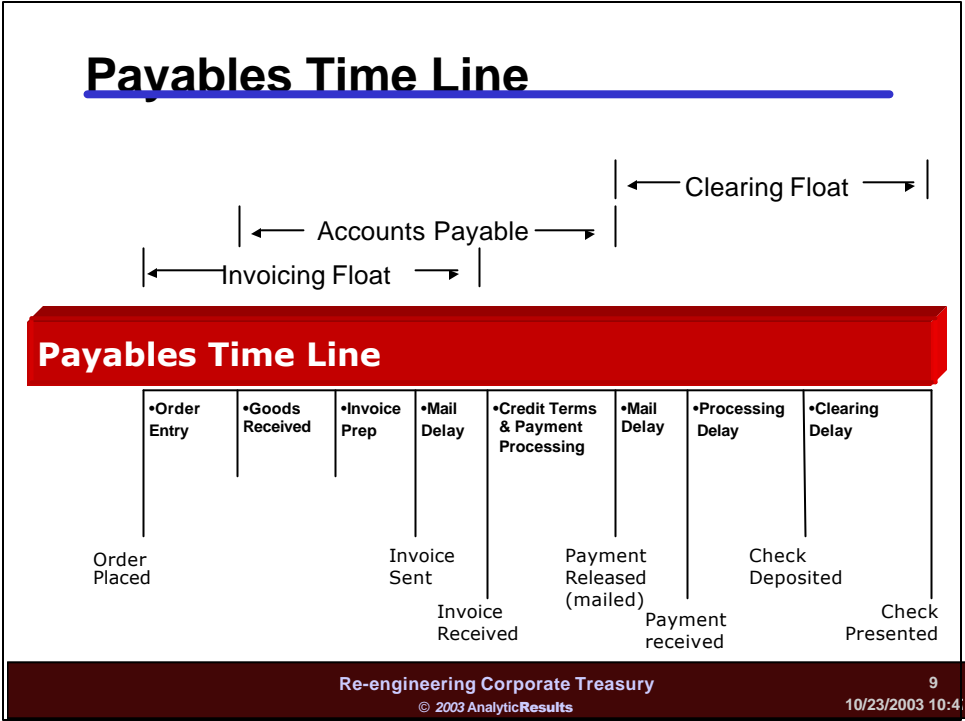 Payables Time Line
Clearing Float
Accounts Payable
Invoicing Float
Payables Time Line
•Order
Entry
•Goods
Received
•Invoice
Prep
•Mail
Delay
•Credit Terms
& Payment
Processing
•Mail
Delay
•Processing
Delay
•Clearing
Delay
Order
Placed
Invoice
Sent
Invoice
Received
Payment
Released
(mailed)
Payment
received
Check
Deposited
Check
Presented
Re-engineering Corporate Treasury
© 2003 AnalyticResults
9
10/23/2003 10:4